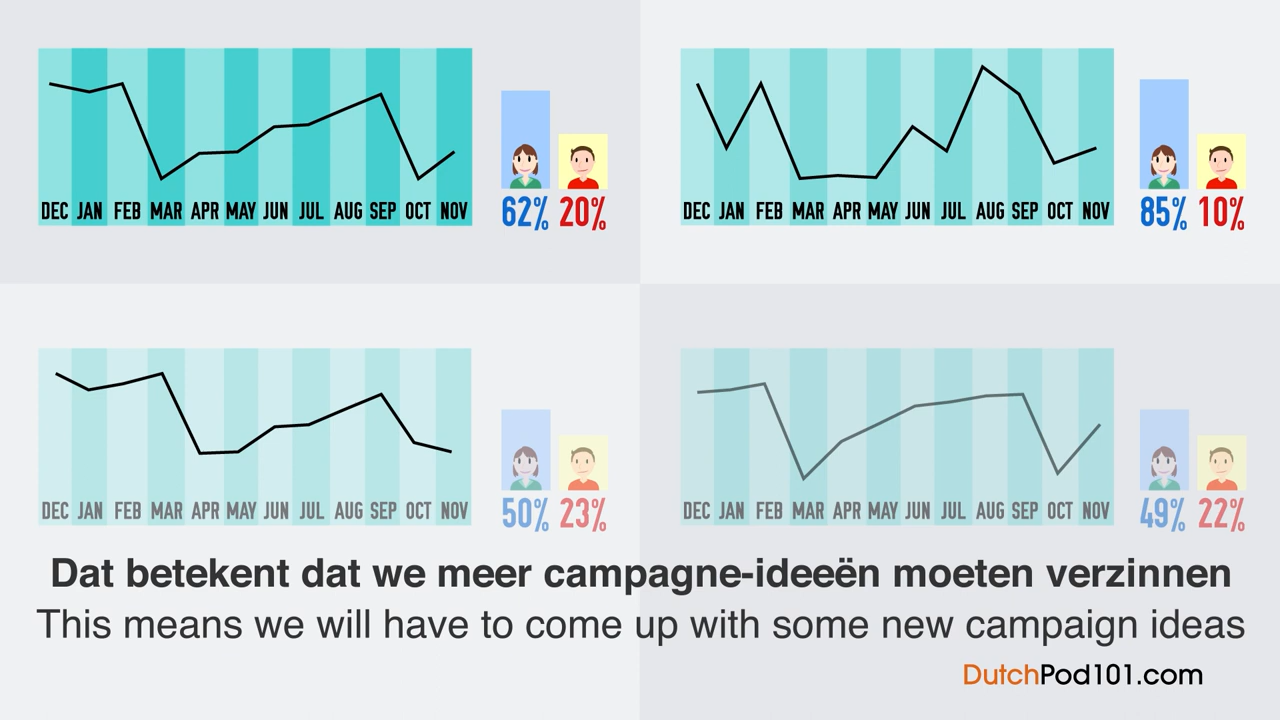 DEC JAN FEB MAR APR MAY JUN JUL AUG SEP OCT NOV
62% 20%
DEC JAN FEB MAR APR MAY JUN JUL AUG SEP OCT NOV
85% 10%
DEC JAN FEB MAR APR MAY JUN JUL AUG SEP OCT NOV
50% 23%
DEC JAN FEB MAR APR MAY JUN JUL AUG SEP OCT NOV
49% 22%
Dat betekent dat we meer campagne-ideeën moeten verzinnen
This means we will have to come up with some new campaign ideas
DutchPod101.com